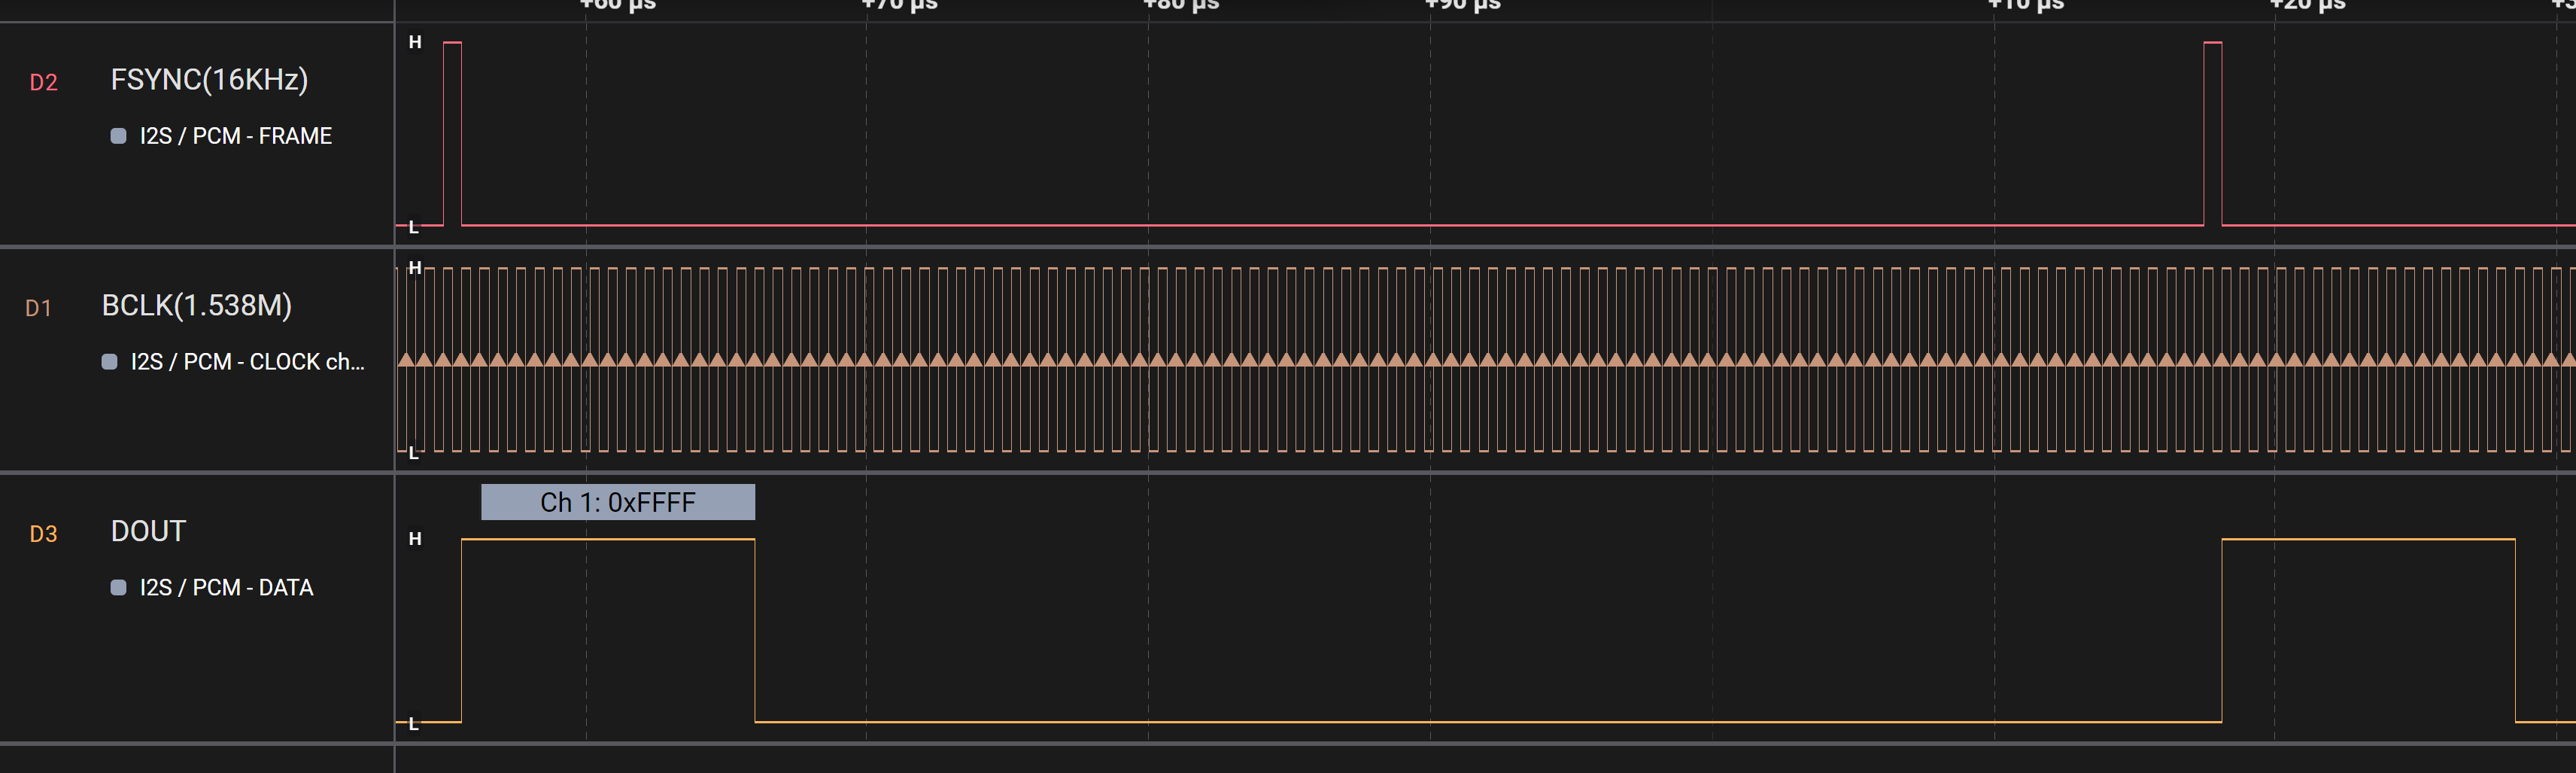 +60 µs +70 µs +80 µs +90 µs +10 µs +20 µs
H
D2 FSYNC(16KHz)
I2S / PCM - FRAME
L
H
D1 BCLK(1.538M)
I2S / PCM - CLOCK ch...
L
Ch 1: 0xFFFF
D3 DOUT
H
I2S / PCM - DATA
L